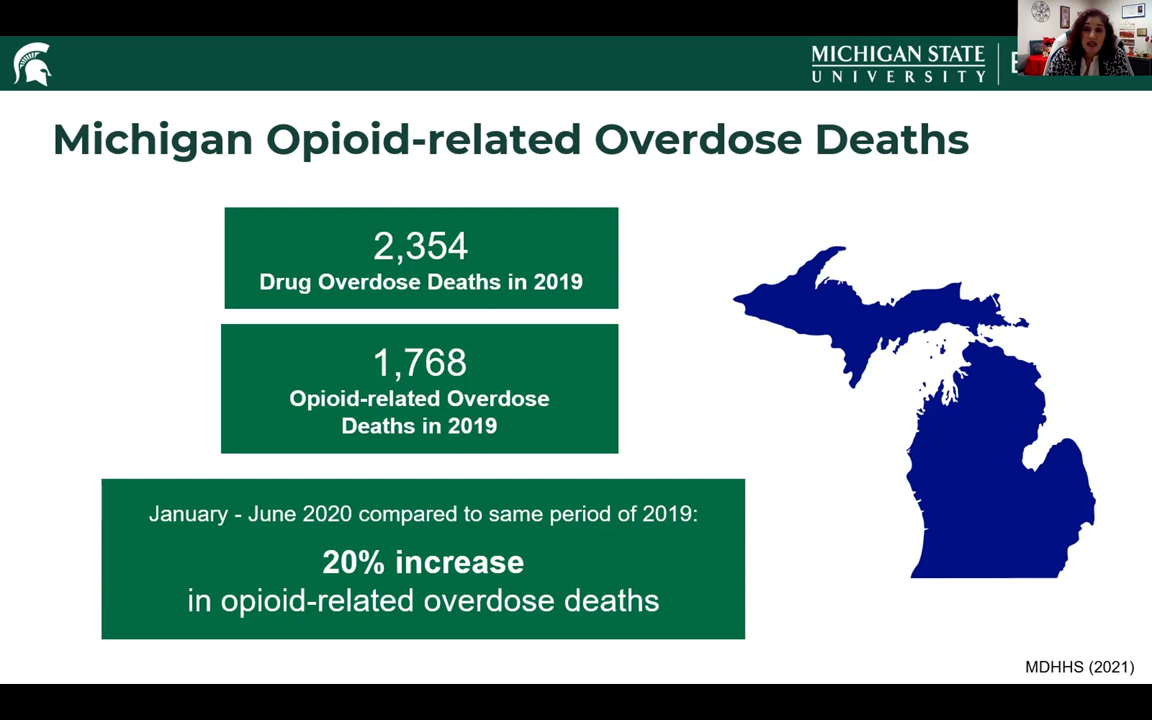 MICHIGAN STATE
UNIVERSITY
Michigan Opioid-related Overdose Deaths
2,354
Drug Overdose Deaths in 2019
1,768
Opioid-related Overdose
Deaths in 2019
January - June 2020 compared to same period of 2019:
20% increase
in opioid-related overdose deaths
MDHHS (2021)